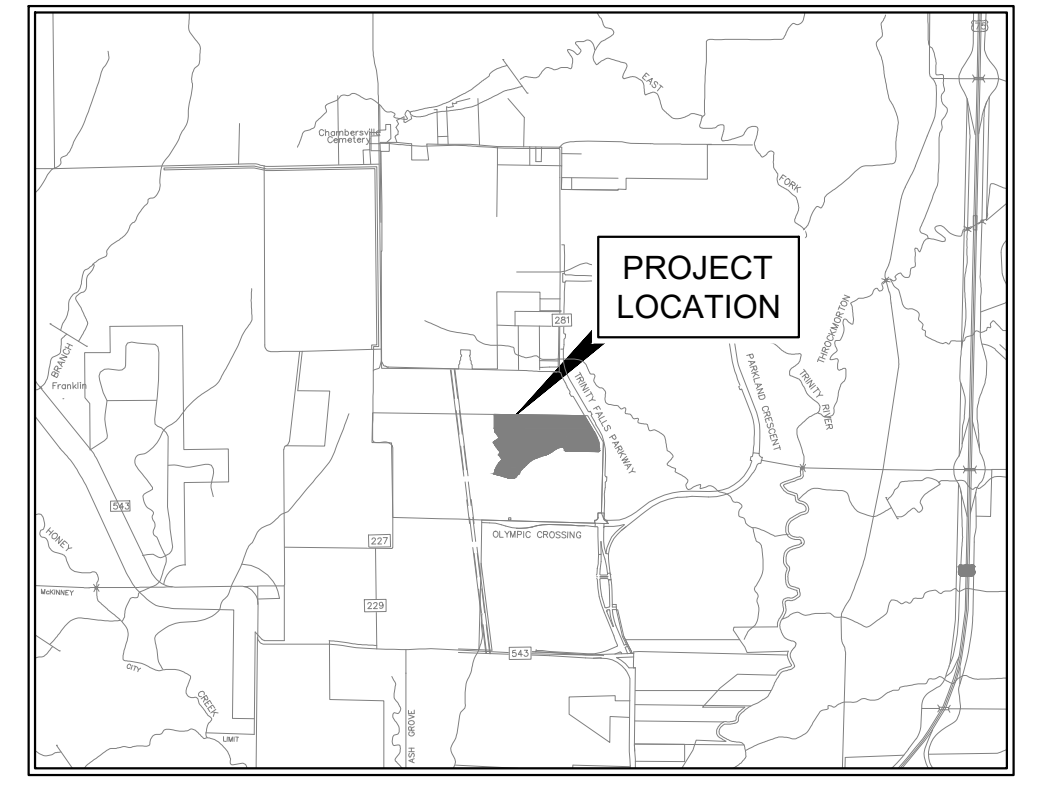 75
EAST
Chambersville
Cemetery
FORK
PROJECT
LOCATION
281
THROCKMORTON
BRANCH
Franklin
TRINITY FALLS PARKWAY
PARKLAND CRESCENT
TRINITY RIVER
543
HONEY
227
OLYMPIC CROSSING
McKINNEY
229
543
CITY
CREEK
LIMIT
ASH GROVE